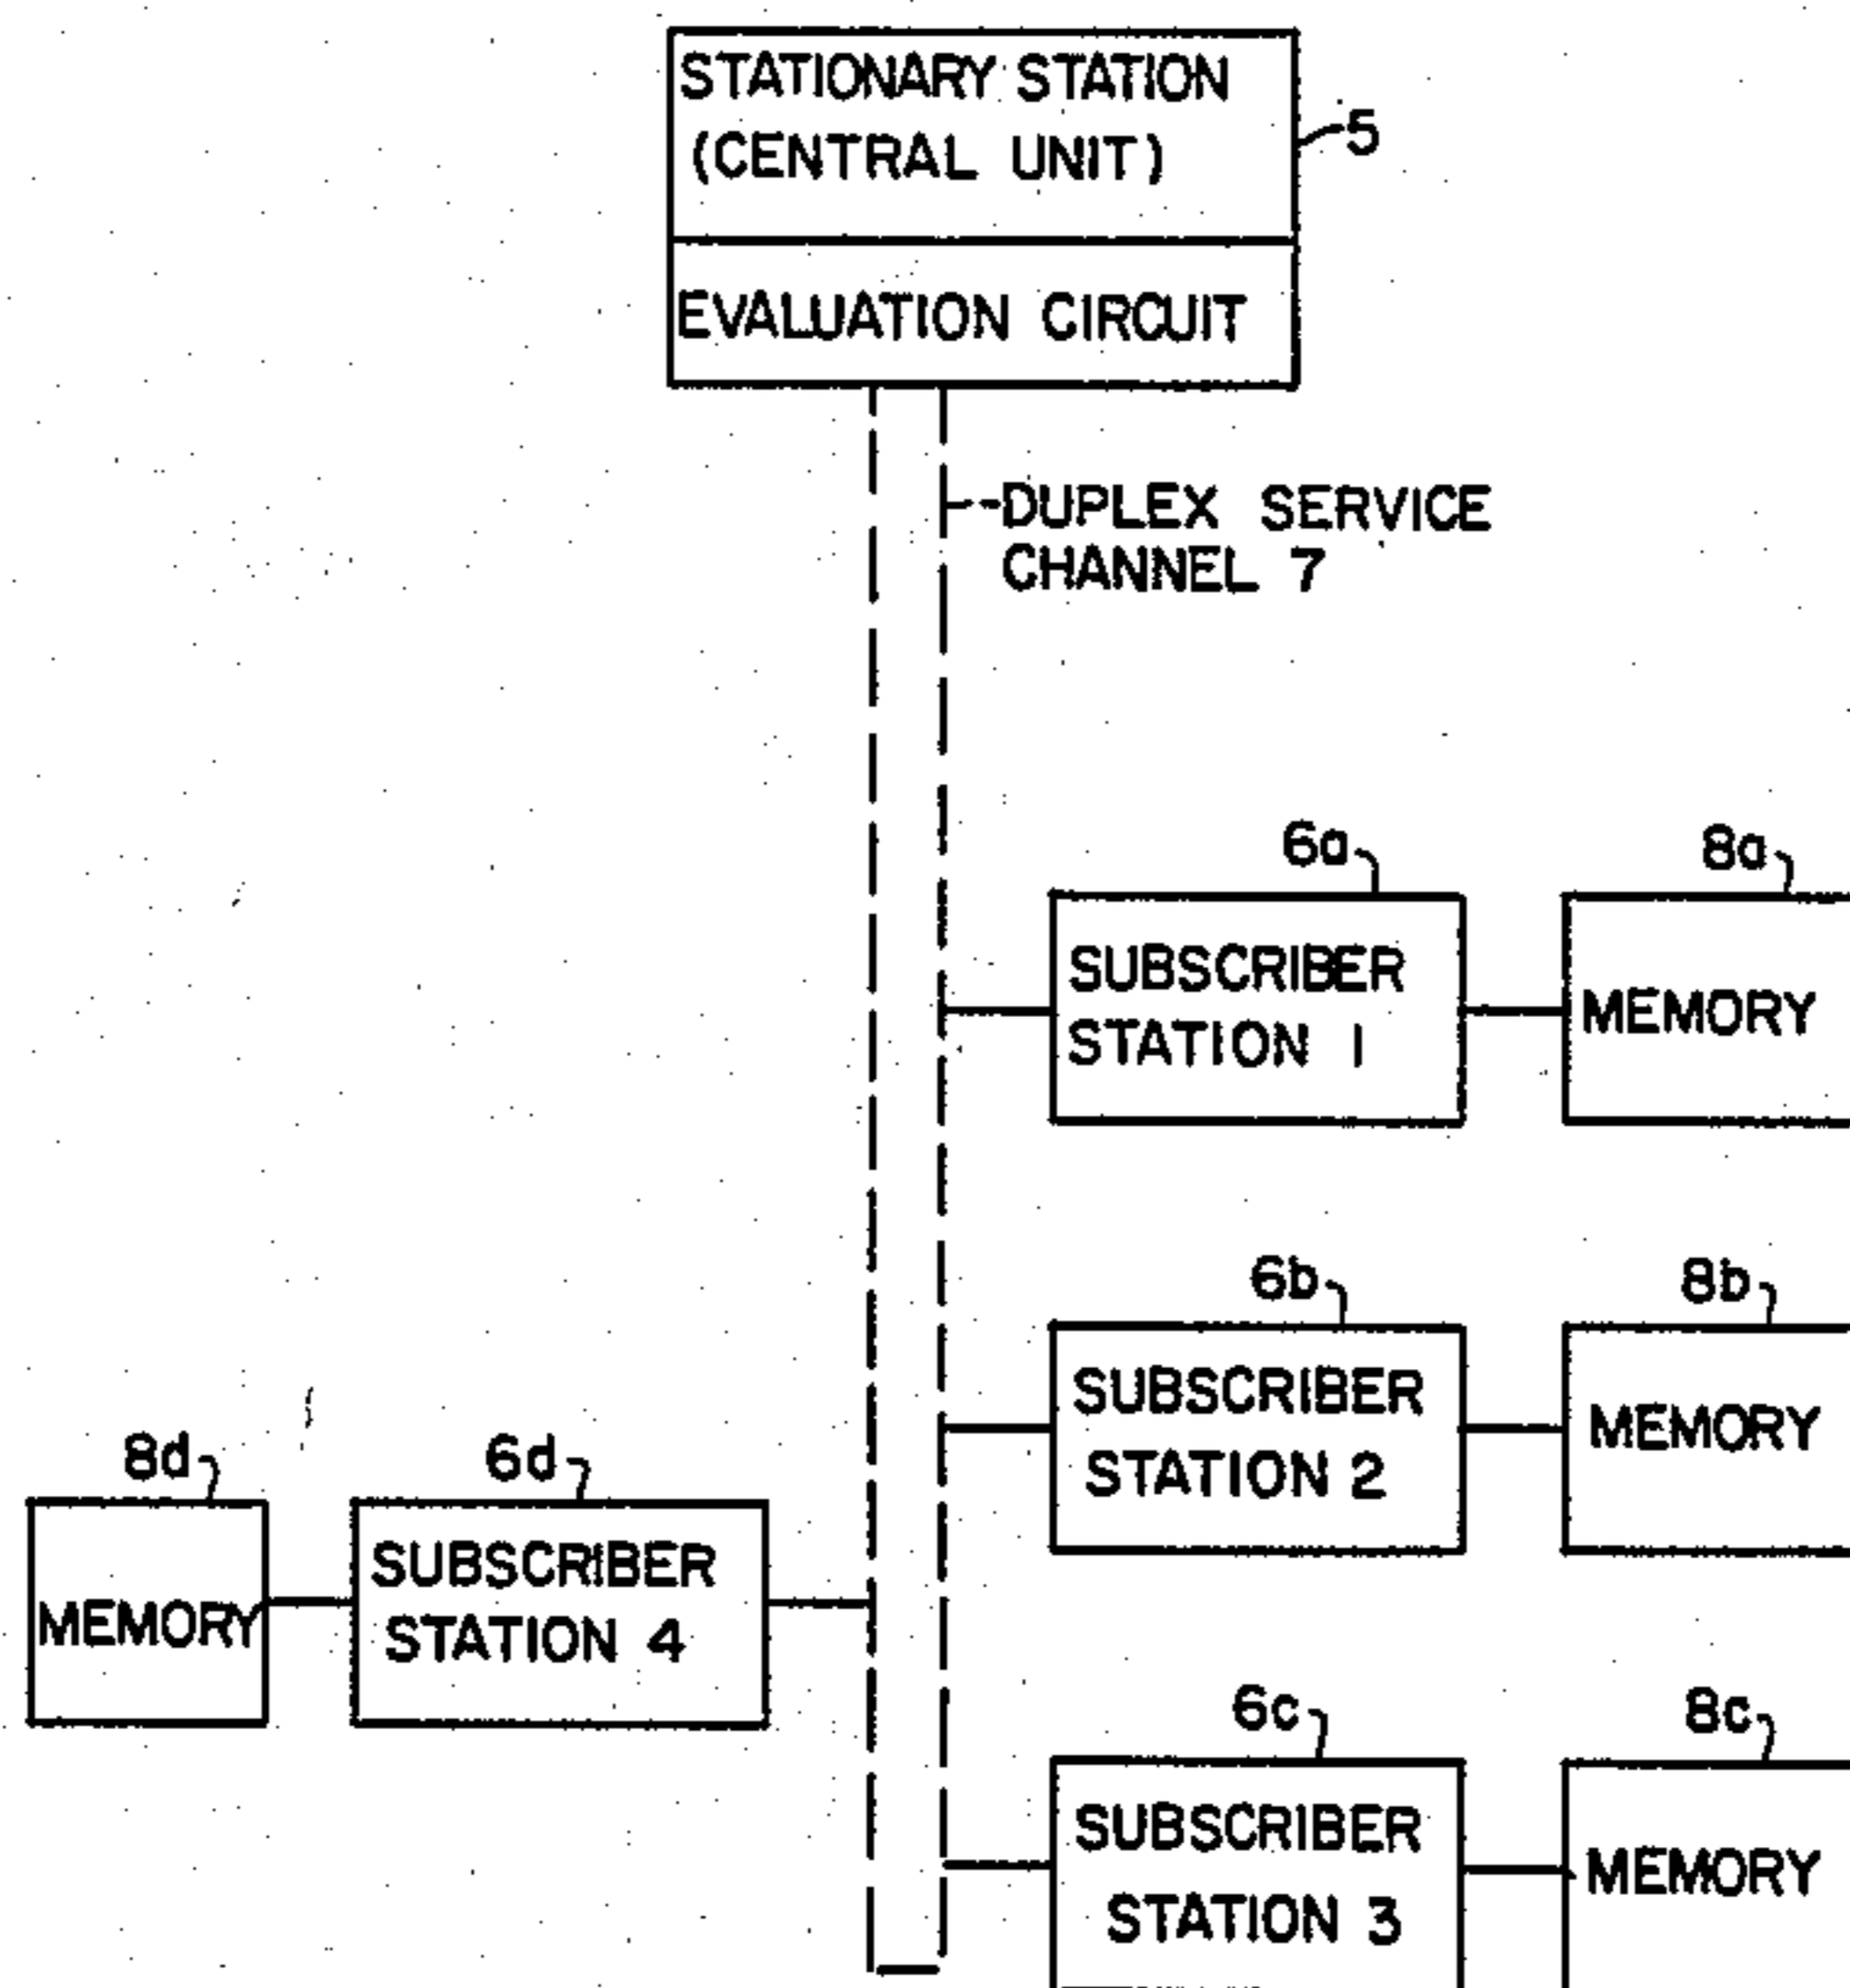 STATIONARY STATION
(CENTRAL UNIT)
5
EVALUATION CIRCUIT
DUPLEX SERVICE
CHANNEL 7
6a
8a
SUBSCRIBER
STATION 1
MEMORY
6b
8b
SUBSCRIBER
STATION 2
MEMORY
8d
6d
MEMORY
SUBSCRIBER
STATION 4
6c
8c
SUBSCRIBER
STATION 3
MEMORY